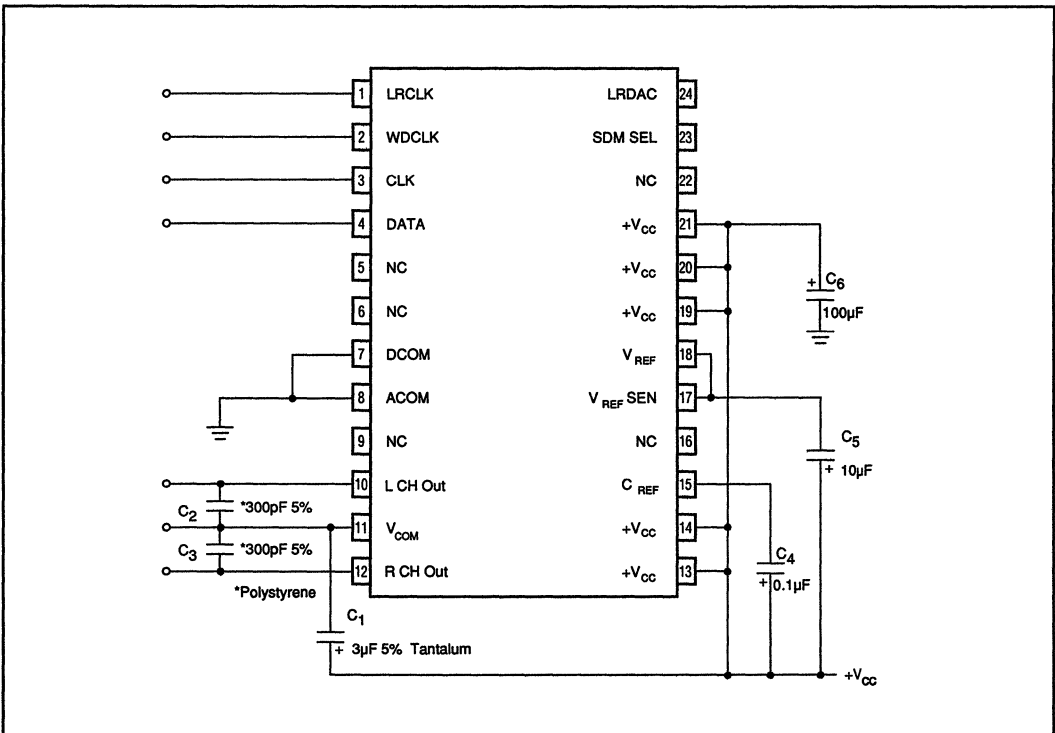 1 LRCLK LRDAC 24
2 WDCLK SDM SEL 23
3 CLK NC 22
4 DATA +VCC 21
5 NC +VCC 20
6 NC +VCC 19
7 DCOM VREF 18
8 ACOM VREF SEN 17
9 NC NC 16
10 L CH Out CREF 15
11 VCOM +VCC 14
12 R CH Out +VCC 13
+ C6
100µF
C5
+ 10µF
C2 *300pF 5%
C3 *300pF 5%
*Polystyrene
C4
+ 0.1µF
C1
+ 3µF 5% Tantalum
+VCC